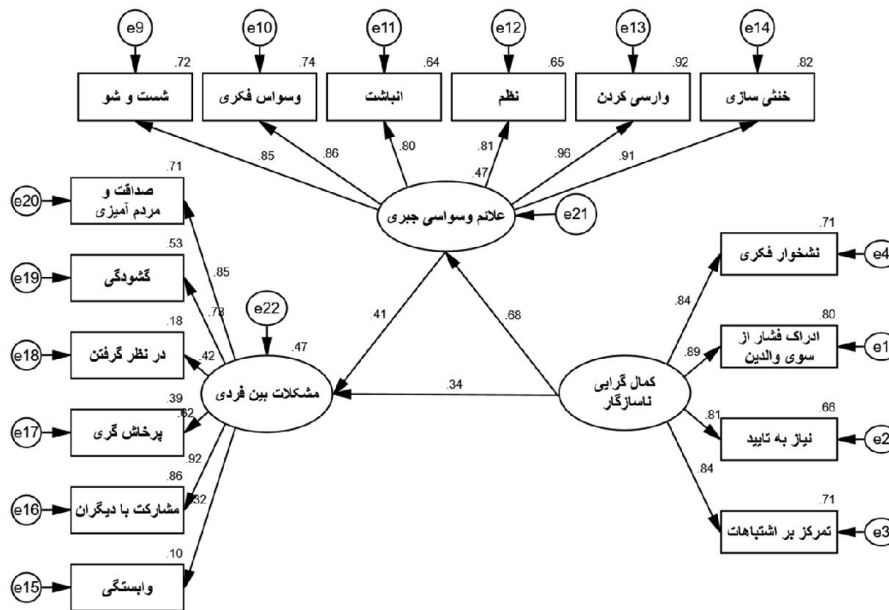 e9
e10
e11
e12
e13
e14
.72
.74
.64
.65
.92
.82
شست و شو
وسواس فکری
انباشت
نظم
وارسی کردن
خنثی سازی
.85
.86
.80
.81
.96
.91
.47
علائم وسواسی جبری
e21
.71
e20
صداقت و
مردم آمیزی
.85
.53
e19
گشودگی
.73
e22
.18
e18
در نظر گرفتن
.42
.47
مشکلات بین فردی
.39
e17
پرخاش گری
.62
.86
e16
مشارکت با دیگران
.92
.10
e15
وابستگی
.32
.41
.68
.34
کمال گرایی
ناسازگار
.71
نشخوار فکری
e4
.84
.80
ادراک فشار از
سوی والدین
e1
.89
.66
نیاز به تایید
e2
.81
.71
تمرکز بر اشتباهات
e3
.84